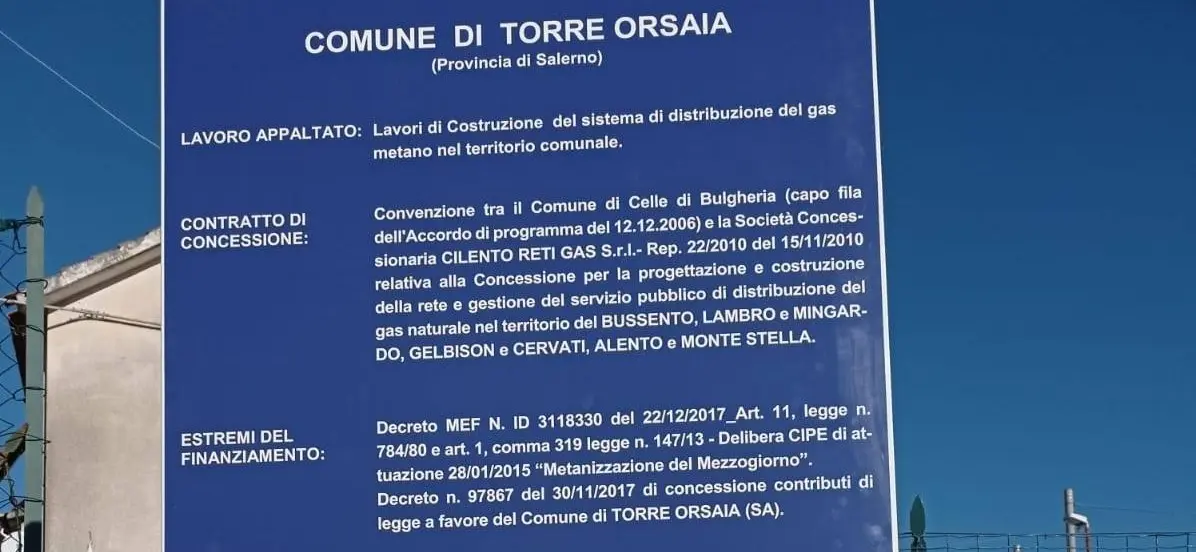 COMUNE DI TORRE ORSAIA
(Provincia di Salerno)
LAVORO APPALTATO: Lavori di Costruzione del sistema di distribuzione del gas
metano nel territorio comunale.
CONTRATTO DI
CONCESSIONE:
Convenzione tra il Comune di Celle di Bulgheria (capo fila
dell'Accordo di programma del 12.12.2006) e la Società Conces-
sionaria CILENTO RETI GAS S.r.l.- Rep. 22/2010 del 15/11/2010
relativa alla Concessione per la progettazione e costruzione
della rete e gestione del servizio pubblico di distribuzione del
gas naturale nel territorio del BUSSENTO, LAMBRO e MINGAR-
DO, GELBISON e CERVATI, ALENTO e MONTE STELLA.
ESTREMI DEL
FINANZIAMENTO:
Decreto MEF N. ID 3118330 del 22/12/2017_Art. 11, legge n.
784/80 e art. 1, comma 319 legge n. 147/13 - Delibera CIPE di at-
tuazione 28/01/2015 “Metanizzazione del Mezzogiorno”.
Decreto n. 97867 del 30/11/2017 di concessione contributi di
legge a favore del Comune di TORRE ORSAIA (SA).